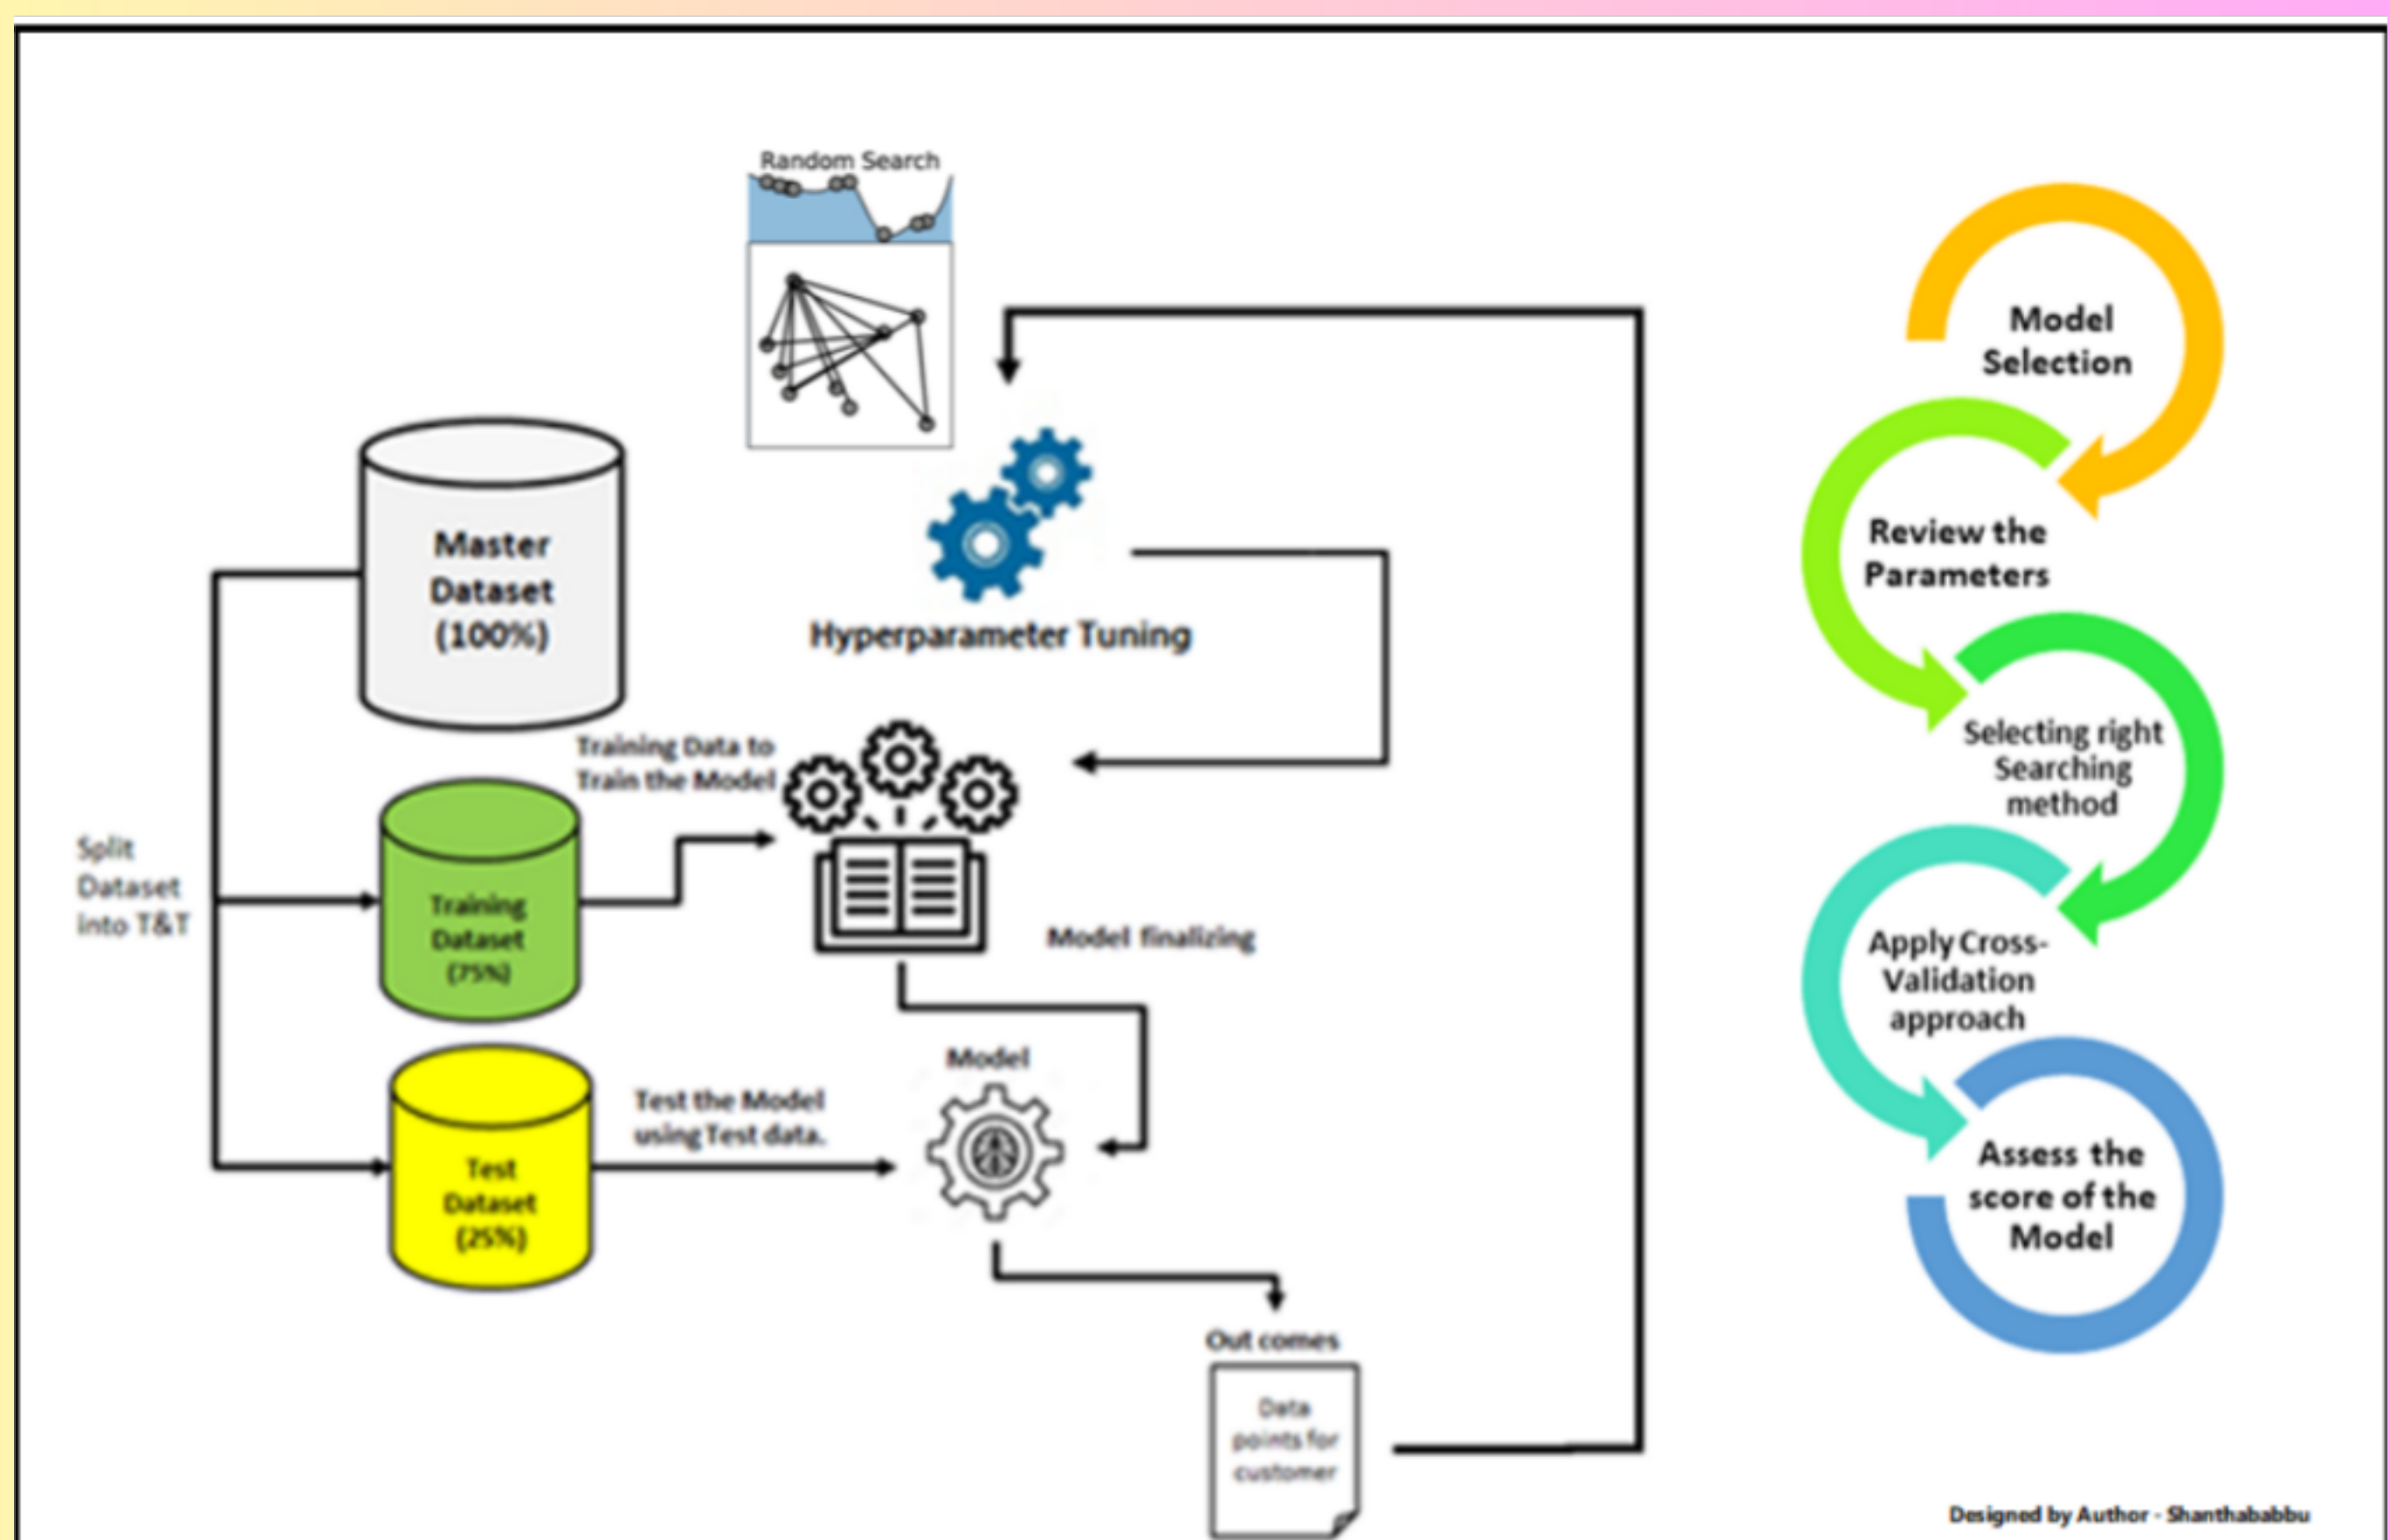 Random Search
Master
Dataset
(100%)
Hyperparameter Tuning
Training Data to
Train the Model
Split
Dataset
into T&T
Training
Dataset
(75%)
Model finalizing
Model
Test the Model
using Test data.
Test
Dataset
(25%)
Out comes
Data
points for
customer
Model
Selection
Review the
Parameters
Selecting right
Searching
method
Apply Cross-
Validation
approach
Assess the
score of the
Model
Designed by Author - Shanthababbu